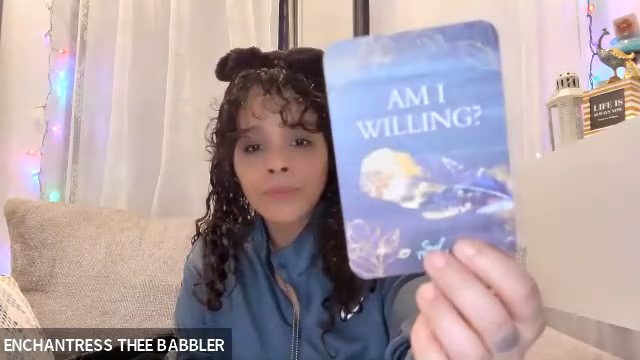 AM I
WILLING?
LIFE IS
ENCHANTRESS THEE BABBLER